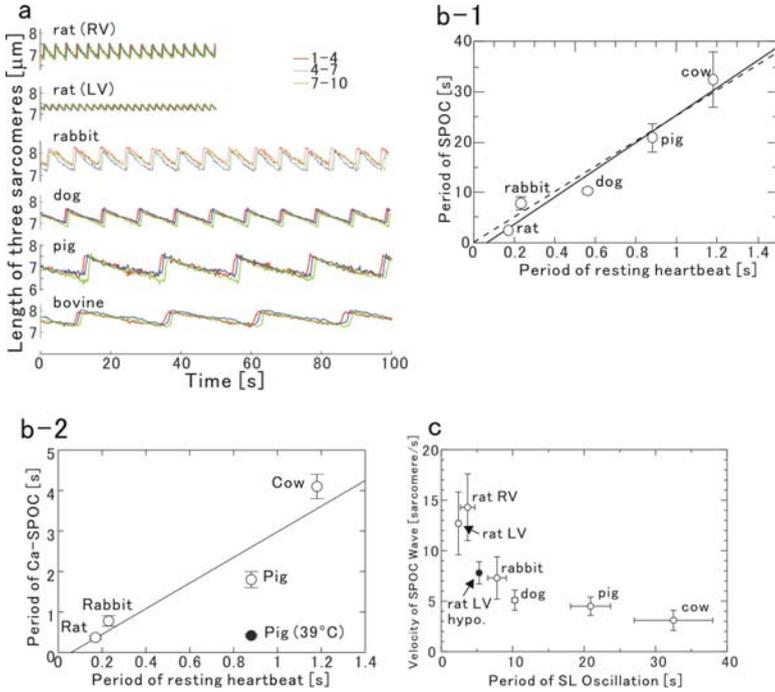 a
rat (RV)
8
7
1-4
4-7
7-10
rat (LV)
8
7
rabbit
8
7
dog
8
7
pig
8
7
6
bovine
8
7
Length of three sarcomeres [μm]
0 20 40 60 80 100
Time [s]
b-1
40
30
20
10
0
Period of SPOC [s]
cow
pig
dog
rabbit
rat
0 0.4 0.8 1.2
Period of resting heartbeat [s]
b-2
5
4
3
2
1
0
Period of Ca-SPOC [s]
Cow
Pig
Rabbit
Rat
Pig (39°C)
0 0.2 0.4 0.6 0.8 1 1.2 1.4
Period of resting heartbeat [s]
c
20
15
10
5
0
Velocity of SPOC Wave [sarcomere/s]
rat RV
rat LV
rabbit
rat LV
hypo.
dog
pig
cow
0 10 20 30 40
Period of SL Oscillation [s]